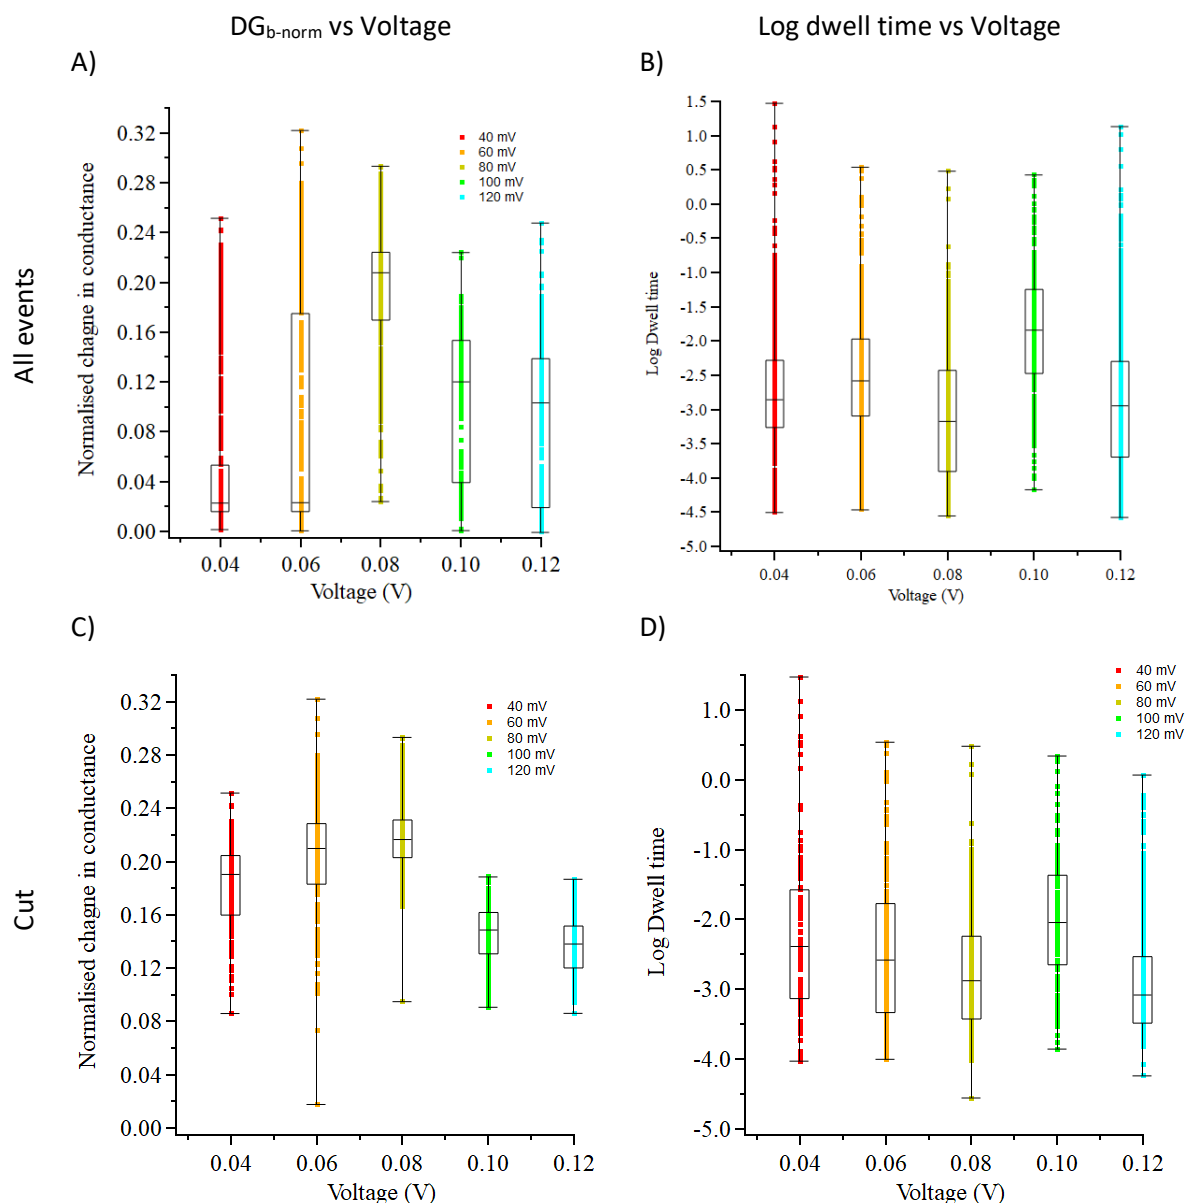 DGb-norm vs Voltage
Log dwell time vs Voltage
A)
B)
All events
Normalised chagne in conductance
0.32
0.28
0.24
0.20
0.16
0.12
0.08
0.04
0.00
40 mV
60 mV
80 mV
100 mV
120 mV
0.04 0.06 0.08 0.10 0.12
Voltage (V)
Log Dwell time
1.5
1.0
0.5
0.0
-0.5
-1.0
-1.5
-2.0
-2.5
-3.0
-3.5
-4.0
-4.5
-5.0
0.04 0.06 0.08 0.10 0.12
Voltage (V)
C)
D)
Cut
Normalised chagne in conductance
0.32
0.28
0.24
0.20
0.16
0.12
0.08
0.04
0.00
40 mV
60 mV
80 mV
100 mV
120 mV
0.04 0.06 0.08 0.10 0.12
Voltage (V)
Log Dwell time
1.0
0.0
-1.0
-2.0
-3.0
-4.0
-5.0
40 mV
60 mV
80 mV
100 mV
120 mV
0.04 0.06 0.08 0.10 0.12
Voltage (V)